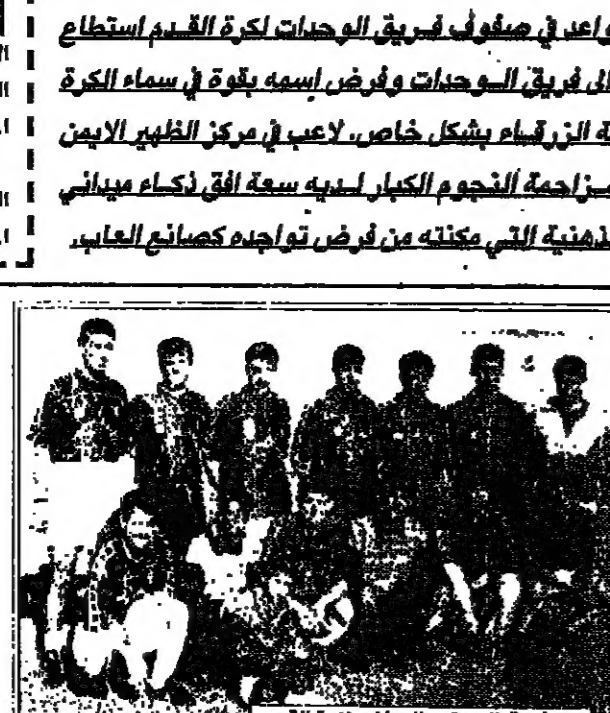 واعد في صفوف فريق الوحدات لكرة القدم استطاع
الى فريق الوحدات وفرض اسمه بقوة في سماء الكرة
ة الزرقاء بشكل خاص. لاعب في مركز الظهير الايمن
مزاحمة النجوم الكبار لديه سعة افق ذكاء ميداني
ذهنية التي مكنته من فرض تواجده كصانع العاب.